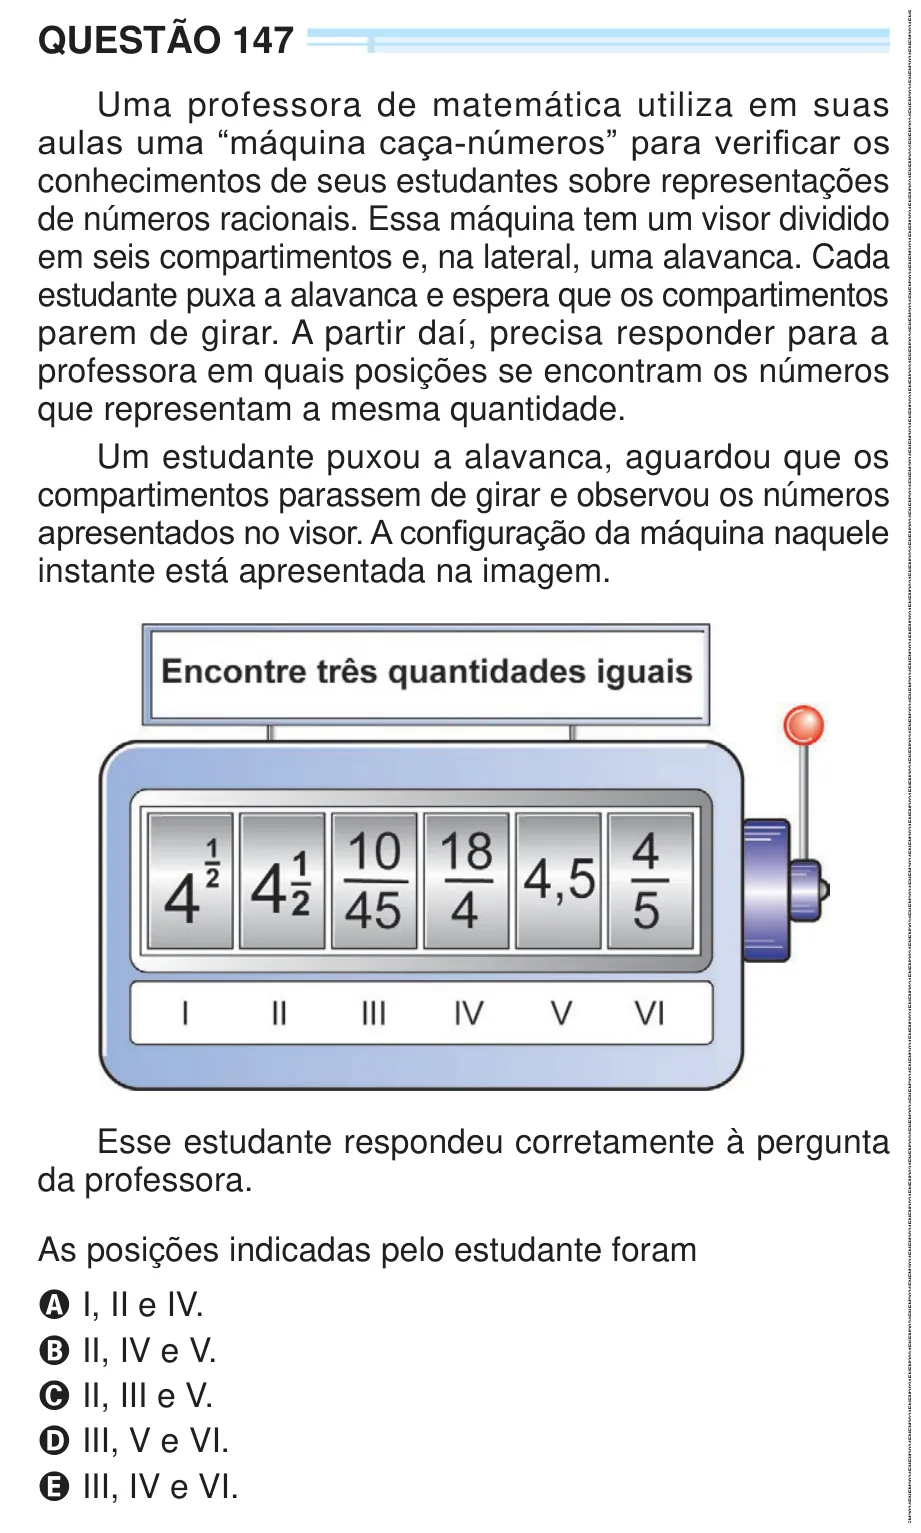 QUESTÃO 147
Uma professora de matemática utiliza em suas
aulas uma “máquina caça-números” para verificar os
conhecimentos de seus estudantes sobre representações
de números racionais. Essa máquina tem um visor dividido
em seis compartimentos e, na lateral, uma alavanca. Cada
estudante puxa a alavanca e espera que os compartimentos
parem de girar. A partir daí, precisa responder para a
professora em quais posições se encontram os números
que representam a mesma quantidade.
Um estudante puxou a alavanca, aguardou que os
compartimentos parassem de girar e observou os números
apresentados no visor. A configuração da máquina naquele
instante está apresentada na imagem.
Encontre três quantidades iguais
4^(1/2) 4 1/2 10/45 18/4 4,5 4/5
I II III IV V VI
Esse estudante respondeu corretamente à pergunta
da professora.
As posições indicadas pelo estudante foram
A I, II e IV.
B II, IV e V.
C II, III e V.
D III, V e VI.
E III, IV e VI.